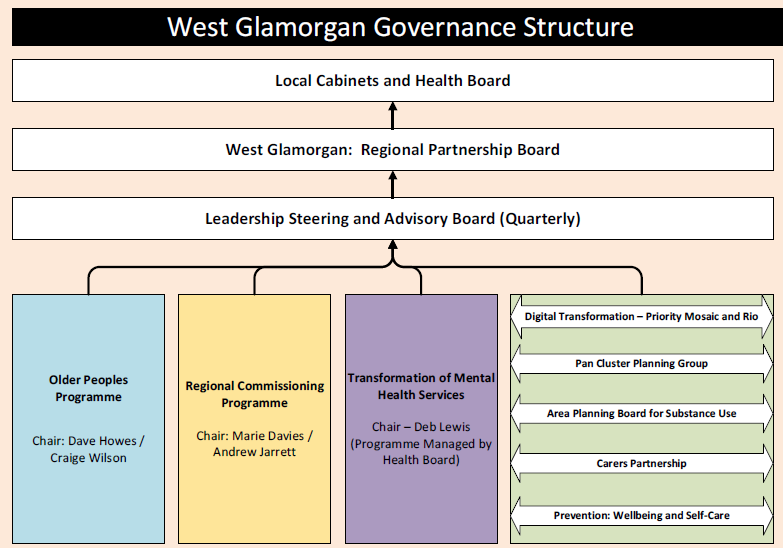 West Glamorgan Governance Structure
Local Cabinets and Health Board
West Glamorgan:  Regional Partnership Board
Leadership Steering and Advisory Board (Quarterly)
Older Peoples
Programme
Chair: Dave Howes /
Craige Wilson
Regional Commissioning
Programme
Chair: Marie Davies /
Andrew Jarrett
Transformation of Mental
Health Services
Chair – Deb Lewis
(Programme Managed by
Health Board)
Digital Transformation – Priority Mosaic and Rio
Pan Cluster Planning Group
Area Planning Board for Substance Use
Carers Partnership
Prevention: Wellbeing and Self-Care